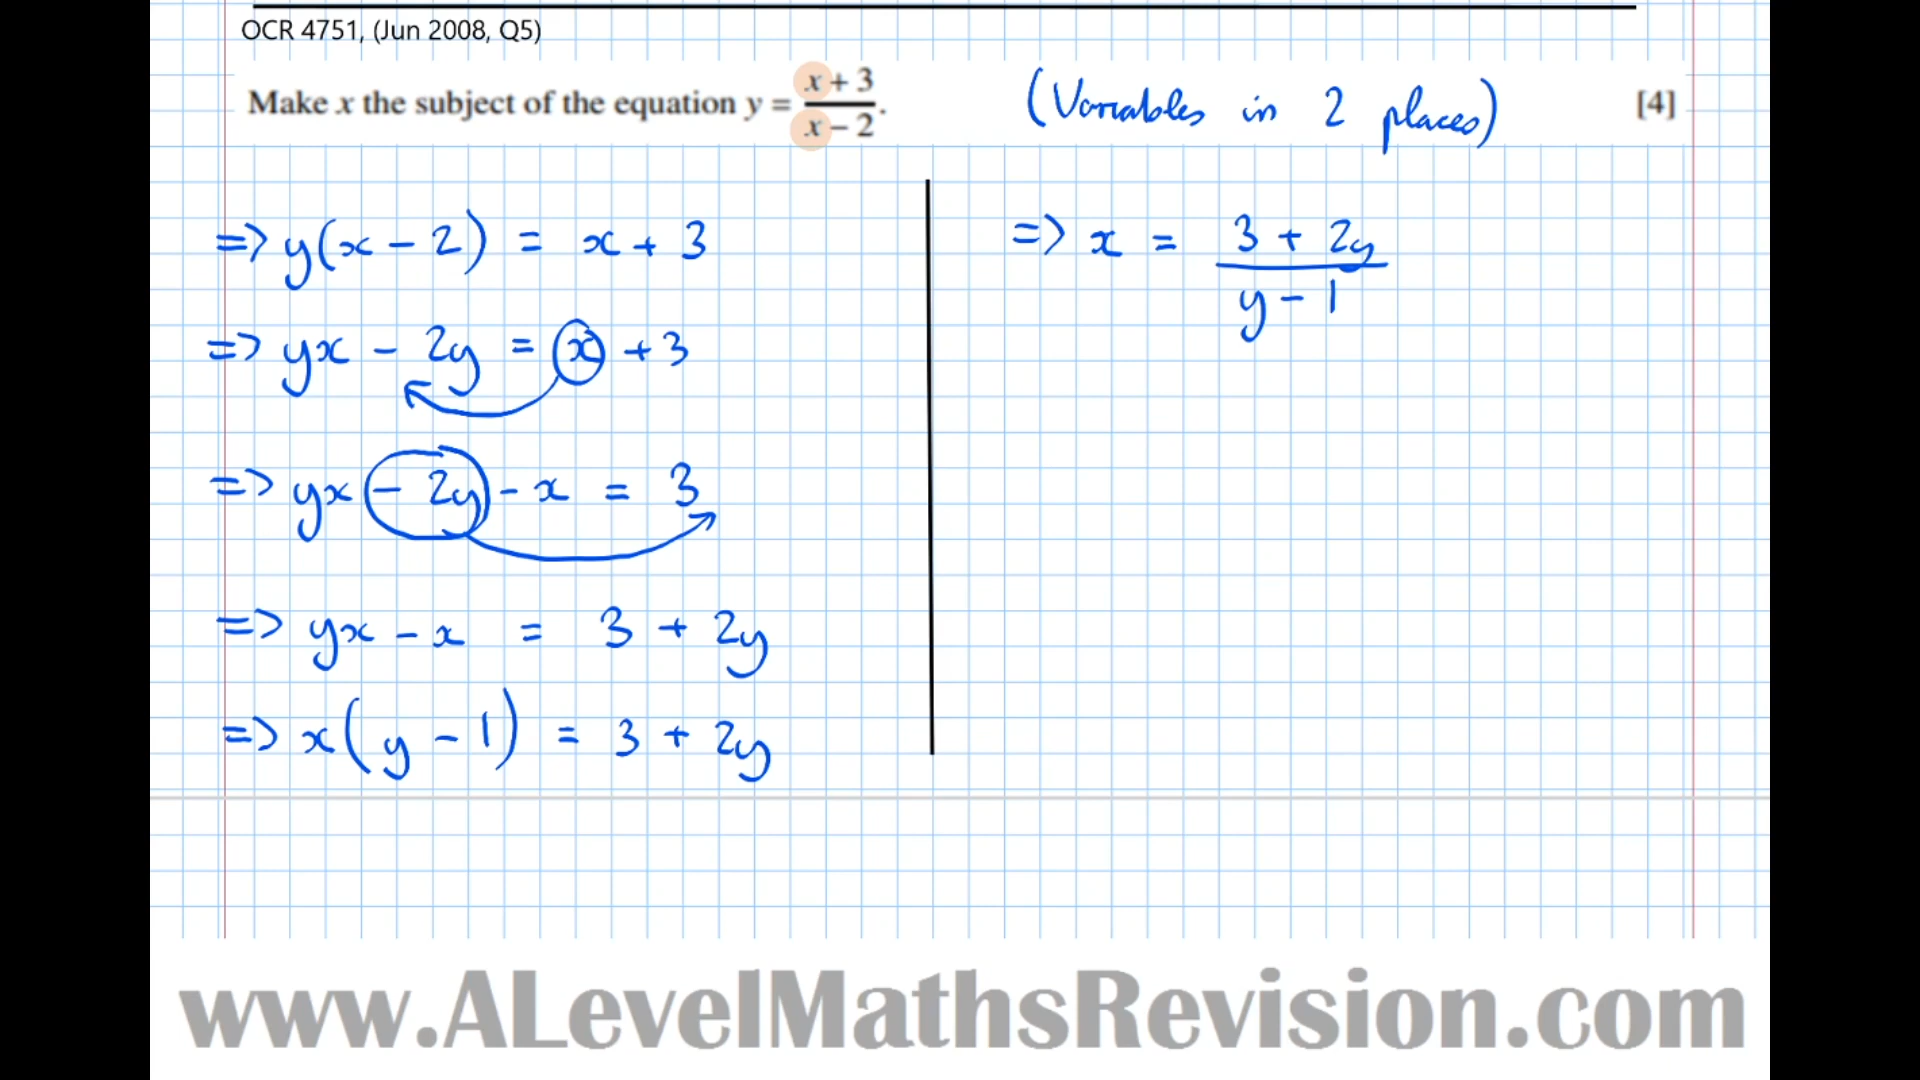 OCR 4751, (Jun 2008, Q5)
Make x the subject of the equation y = \frac{x + 3}{x − 2}. (Variables in 2 places) [4]
=> y(x − 2) = x + 3
=> yx − 2y = x + 3
=> yx − 2y − x = 3
=> yx − x = 3 + 2y
=> x(y − 1) = 3 + 2y
=> x = \frac{3 + 2y}{y − 1}
www.ALevelMathsRevision.com